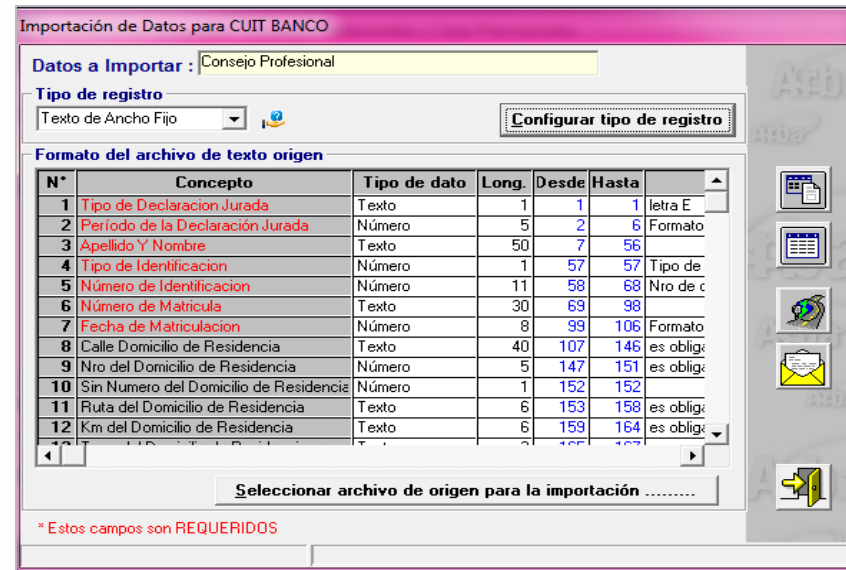 Importación de Datos para CUIT BANCO
Datos a Importar : Consejo Profesional
Tipo de registro
Texto de Ancho Fijo
Configurar tipo de registro
Formato del archivo de texto origen
N° Concepto Tipo de dato Long. Desde Hasta
1 Tipo de Declaracion Jurada Texto 1 1 1 letra E
2 Período de la Declaración Jurada Número 5 2 6 Formato
3 Apellido Y Nombre Texto 50 7 56
4 Tipo de Identificacion Número 1 57 57 Tipo de
5 Número de Identificacion Número 11 58 68 Nro de
6 Número de Matricula Texto 30 69 98
7 Fecha de Matriculacion Número 8 99 106 Formato
8 Calle Domicilio de Residencia Texto 40 107 146 es
9 Nro del Domicilio de Residencia Número 5 147 151 es
10 Sin Numero del Domicilio de Residencia Número 1 152 152
11 Ruta del Domicilio de Residencia Texto 6 153 158 es
12 Km del Domicilio de Residencia Texto 6 159 164 es
Seleccionar archivo de origen para la importación .........
* Estos campos son REQUERIDOS
Arba